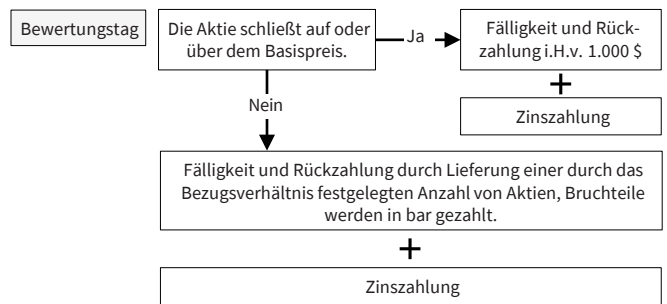 Bewertungstag
Die Aktie schließt auf oder
über dem Basispreis.
Ja
Fälligkeit und Rück-
zahlung i.H.v. 1.000 $
+
Zinszahlung
Nein
Fälligkeit und Rückzahlung durch Lieferung einer durch das
Bezugsverhältnis festgelegten Anzahl von Aktien, Bruchteile
werden in bar gezahlt.
+
Zinszahlung